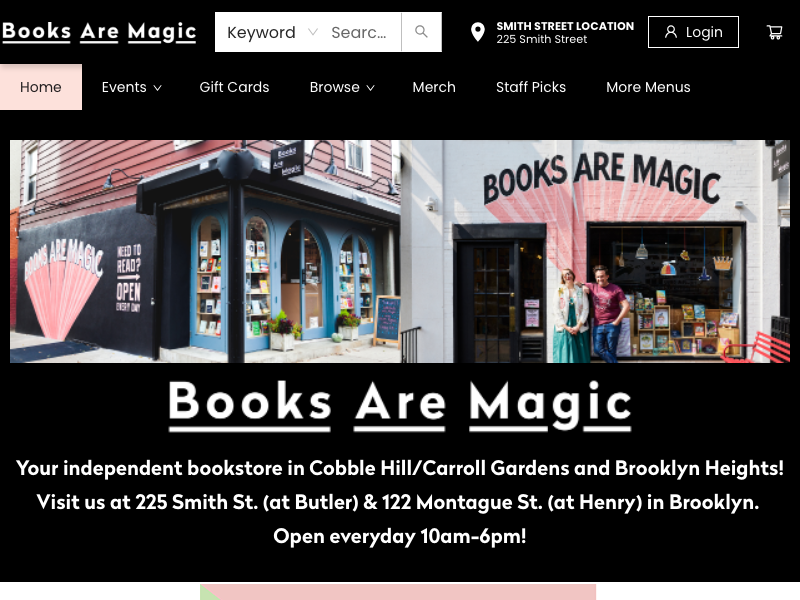 Books Are Magic
Keyword
Search...
SMITH STREET LOCATION
225 Smith Street
Login
Home
Events
Gift Cards
Browse
Merch
Staff Picks
More Menus
Books
Are
Magic
BOOKS ARE MAGIC
NEED TO
READ?
OPEN
EVERY DAY
BOOKS ARE MAGIC
Books Are Magic
Your independent bookstore in Cobble Hill/Carroll Gardens and Brooklyn Heights!
Visit us at 225 Smith St. (at Butler) & 122 Montague St. (at Henry) in Brooklyn.
Open everyday 10am-6pm!